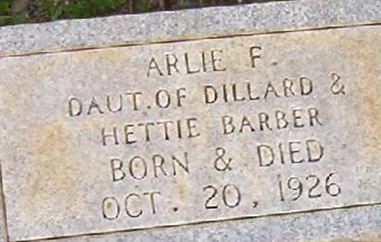 ARLIE F.
DAUT. OF DILLARD &
HETTIE BARBER
BORN & DIED
OCT. 20, 1926